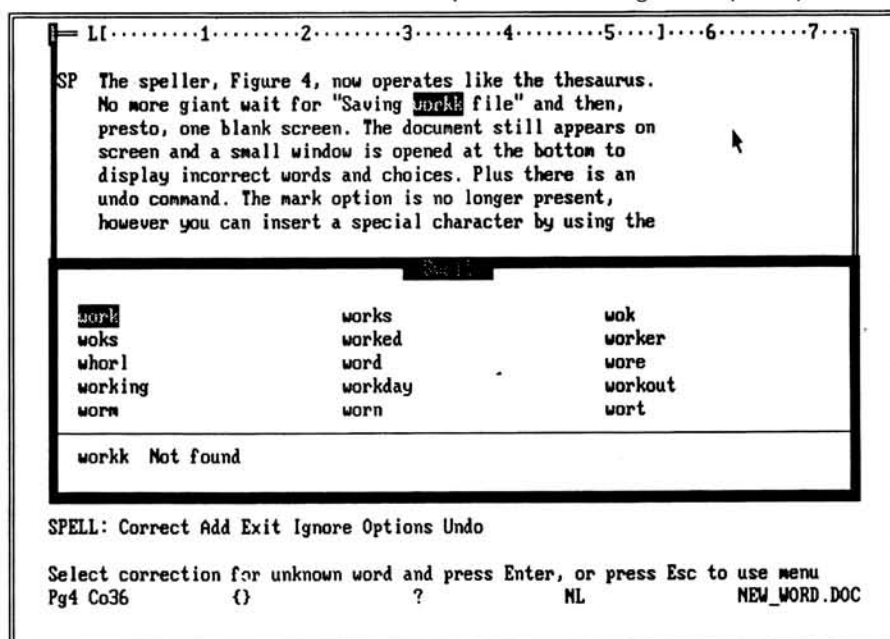 L[·········1·········2·········3·········4·········5····]····6·········7···
SP The speller, Figure 4, now operates like the thesaurus.
No more giant wait for "Saving workk file" and then,
presto, one blank screen. The document still appears on
screen and a small window is opened at the bottom to
display incorrect words and choices. Plus there is an
undo command. The mark option is no longer present,
however you can insert a special character by using the
Spell
work works wok
woks worked worker
whorl word wore
working workday workout
worm worn wort
workk Not found
SPELL: Correct Add Exit Ignore Options Undo
Select correction for unknown word and press Enter, or press Esc to use menu
Pg4 Co36 {} ? NL NEW_WORD.DOC